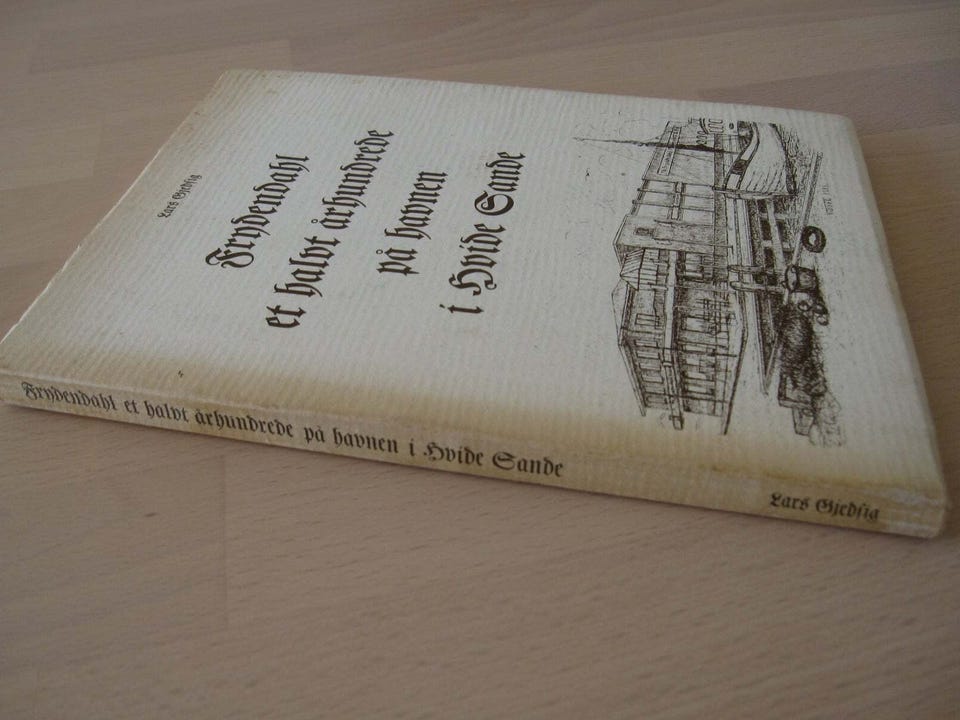 Lars Gjedsig
Frydendahl
et halvt århundrede
på havnen
i Hvide Sande
Frydendahl et halvt århundrede på havnen i Hvide Sande
Lars Gjedsig